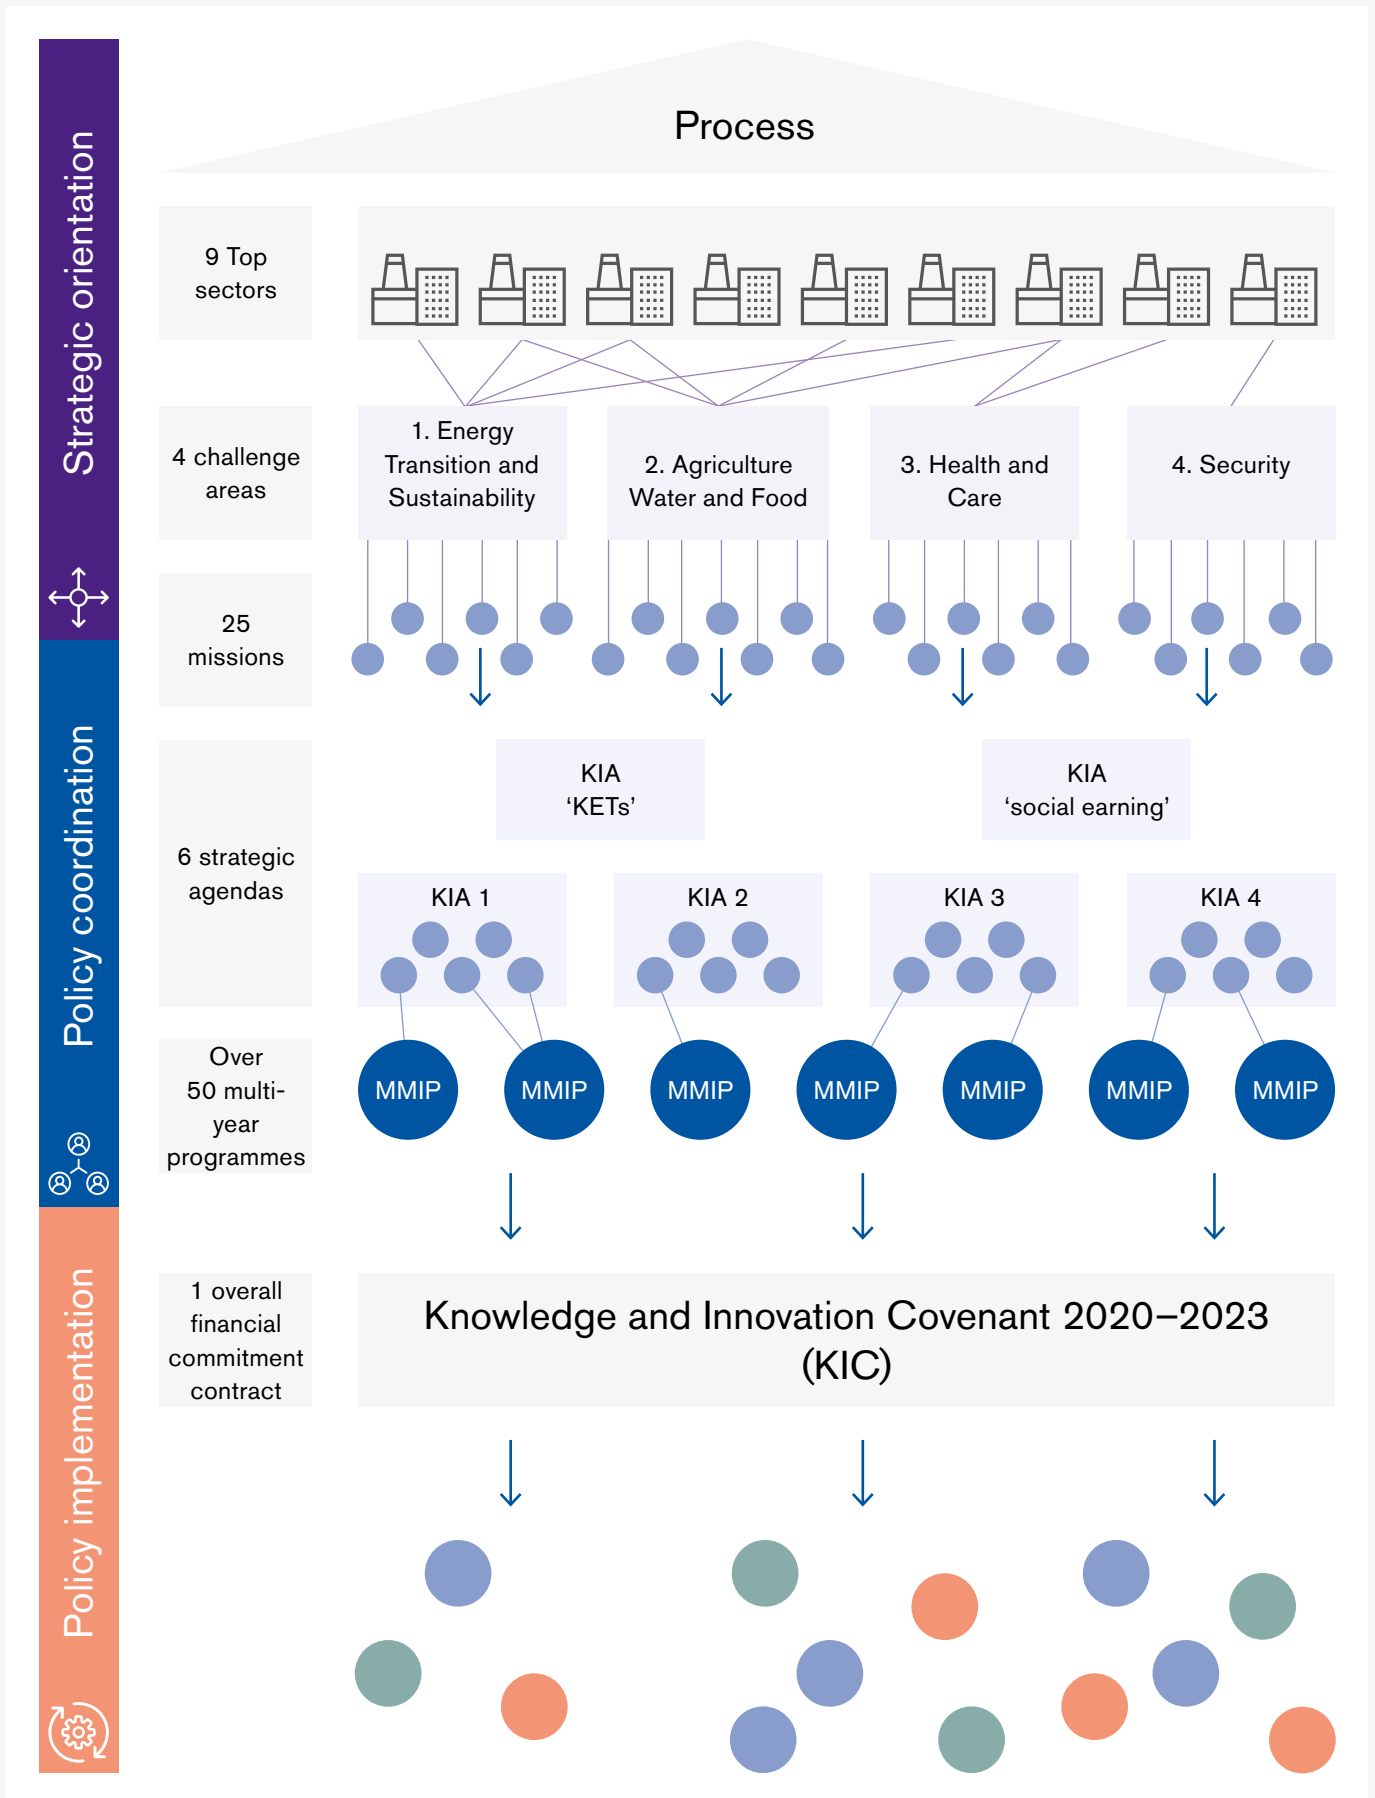 Process
Strategic orientation
9 Top
sectors
4 challenge
areas
1. Energy
Transition and
Sustainability
2. Agriculture
Water and Food
3. Health and
Care
4. Security
25
missions
Policy coordination
6 strategic
agendas
KIA
‘KETs’
KIA
‘social earning’
KIA 1
KIA 2
KIA 3
KIA 4
Over
50 multi-
year
programmes
MMIP
MMIP
MMIP
MMIP
MMIP
MMIP
MMIP
Policy implementation
1 overall
financial
commitment
contract
Knowledge and Innovation Covenant 2020–2023
(KIC)